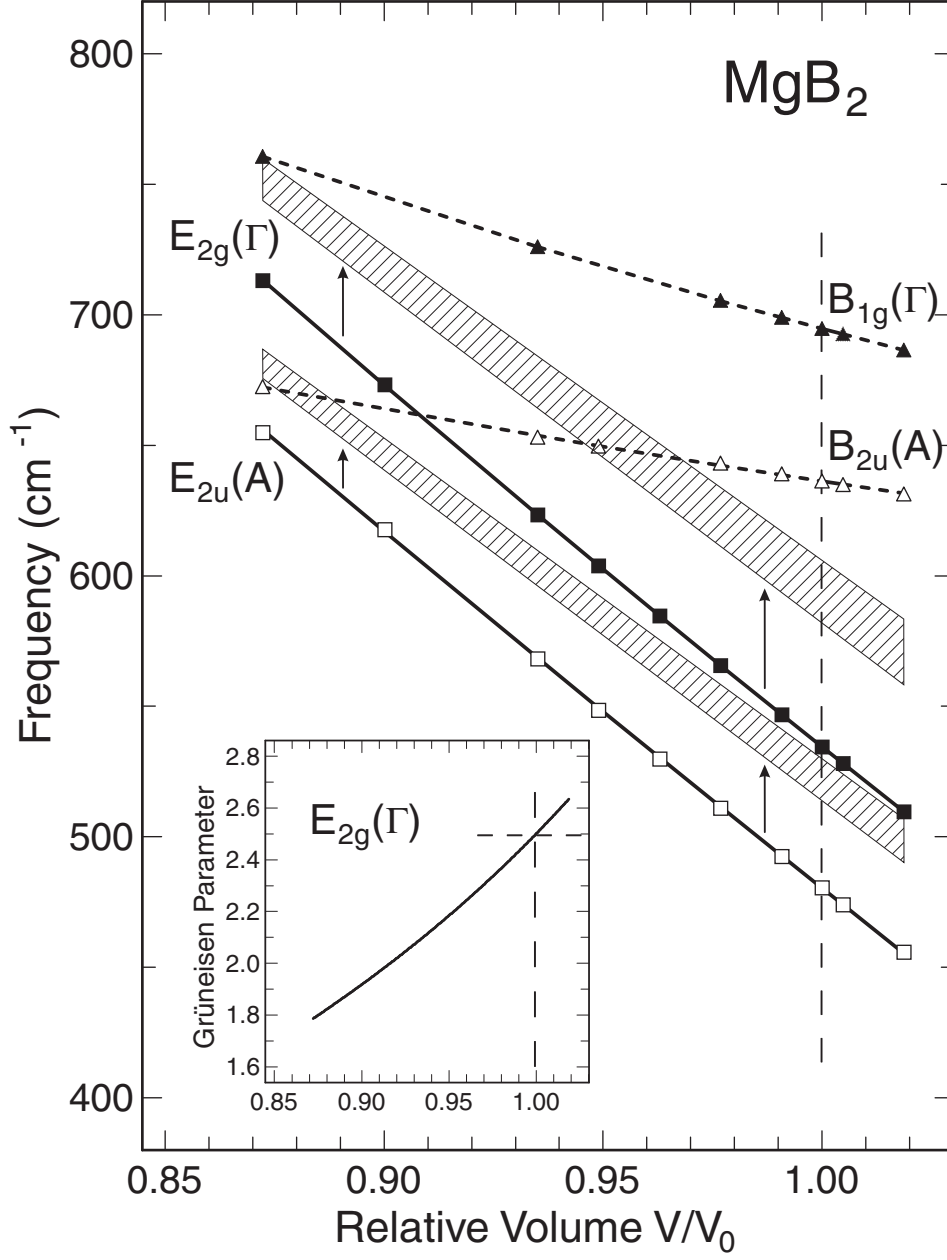 MgB2
800
700
600
500
400
Frequency (cm -1)
E2g(Γ)
E2u(A)
B1g(Γ)
B2u(A)
2.8
2.6
2.4
2.2
2.0
1.8
1.6
Grüneisen Parameter
E2g(Γ)
0.85 0.90 0.95 1.00
0.85 0.90 0.95 1.00
Relative Volume V/V0